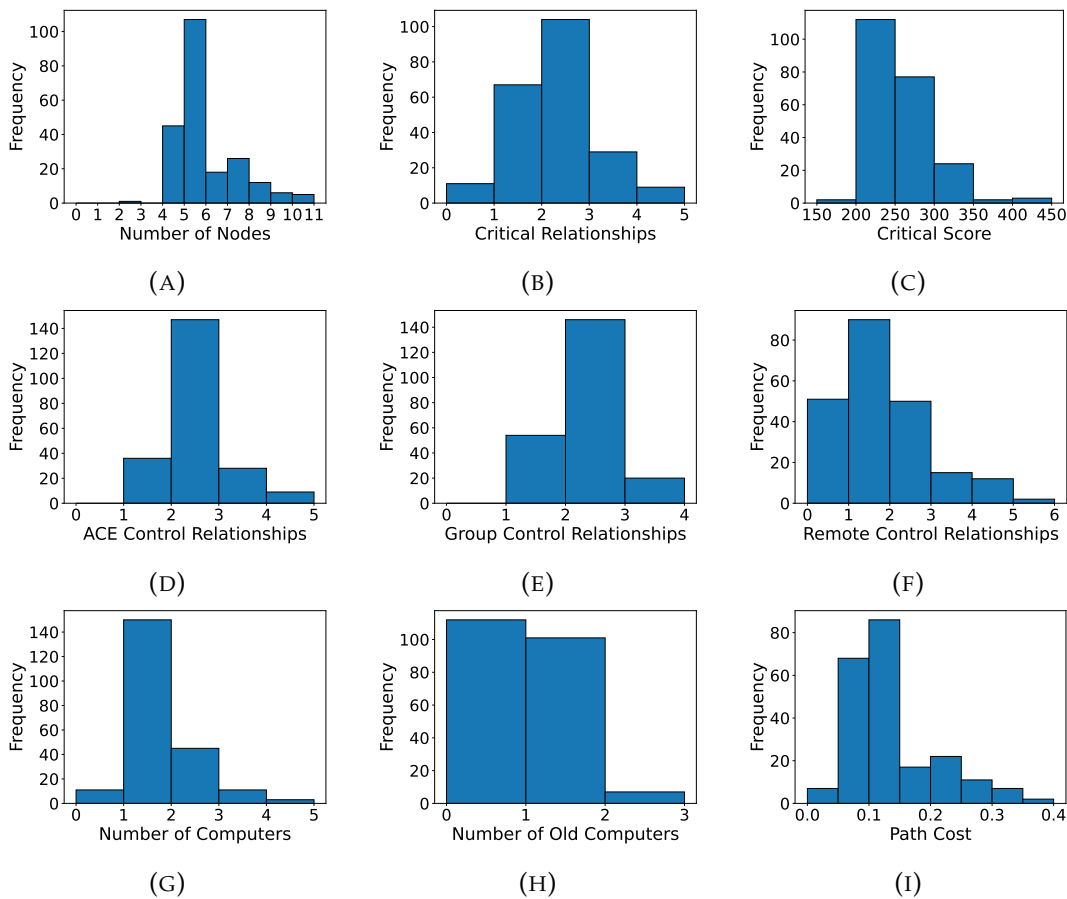 100
80
60
40
20
0
Frequency
0 1 2 3 4 5 6 7 8 9 10 11
Number of Nodes
(A)
100
80
60
40
20
0
Frequency
0 1 2 3 4 5
Critical Relationships
(B)
100
80
60
40
20
0
Frequency
150 200 250 300 350 400 450
Critical Score
(C)
140
120
100
80
60
40
20
0
Frequency
0 1 2 3 4 5
ACE Control Relationships
(D)
140
120
100
80
60
40
20
0
Frequency
0 1 2 3 4
Group Control Relationships
(E)
80
60
40
20
0
Frequency
0 1 2 3 4 5 6
Remote Control Relationships
(F)
140
120
100
80
60
40
20
0
Frequency
0 1 2 3 4 5
Number of Computers
(G)
100
80
60
40
20
0
Frequency
0 1 2 3
Number of Old Computers
(H)
80
60
40
20
0
Frequency
0.0 0.1 0.2 0.3 0.4
Path Cost
(I)